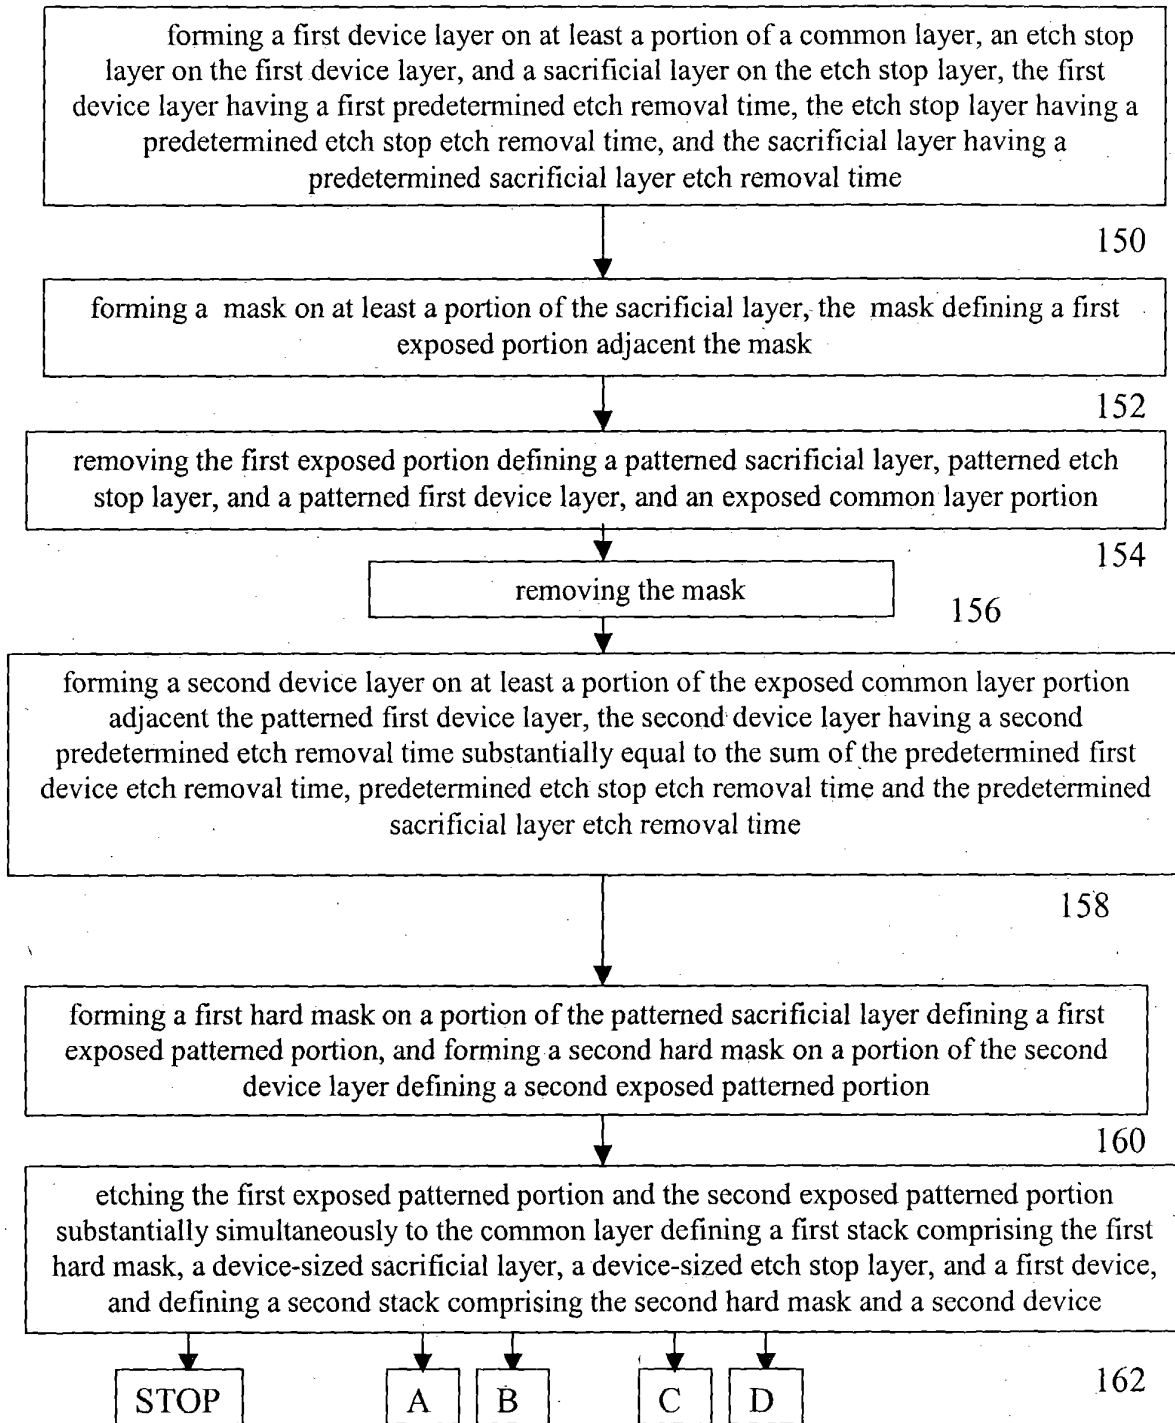 forming a first device layer on at least a portion of a common layer, an etch stop
layer on the first device layer, and a sacrificial layer on the etch stop layer, the first
device layer having a first predetermined etch removal time, the etch stop layer having a
predetermined etch stop etch removal time, and the sacrificial layer having a
predetermined sacrificial layer etch removal time
150
forming a mask on at least a portion of the sacrificial layer, the mask defining a first
exposed portion adjacent the mask
152
removing the first exposed portion defining a patterned sacrificial layer, patterned etch
stop layer, and a patterned first device layer, and an exposed common layer portion
154
removing the mask
156
forming a second device layer on at least a portion of the exposed common layer portion
adjacent the patterned first device layer, the second device layer having a second
predetermined etch removal time substantially equal to the sum of the predetermined first
device etch removal time, predetermined etch stop etch removal time and the predetermined
sacrificial layer etch removal time
158
forming a first hard mask on a portion of the patterned sacrificial layer defining a first
exposed patterned portion, and forming a second hard mask on a portion of the second
device layer defining a second exposed patterned portion
160
etching the first exposed patterned portion and the second exposed patterned portion
substantially simultaneously to the common layer defining a first stack comprising the first
hard mask, a device-sized sacrificial layer, a device-sized etch stop layer, and a first device,
and defining a second stack comprising the second hard mask and a second device
162
STOP A B C D